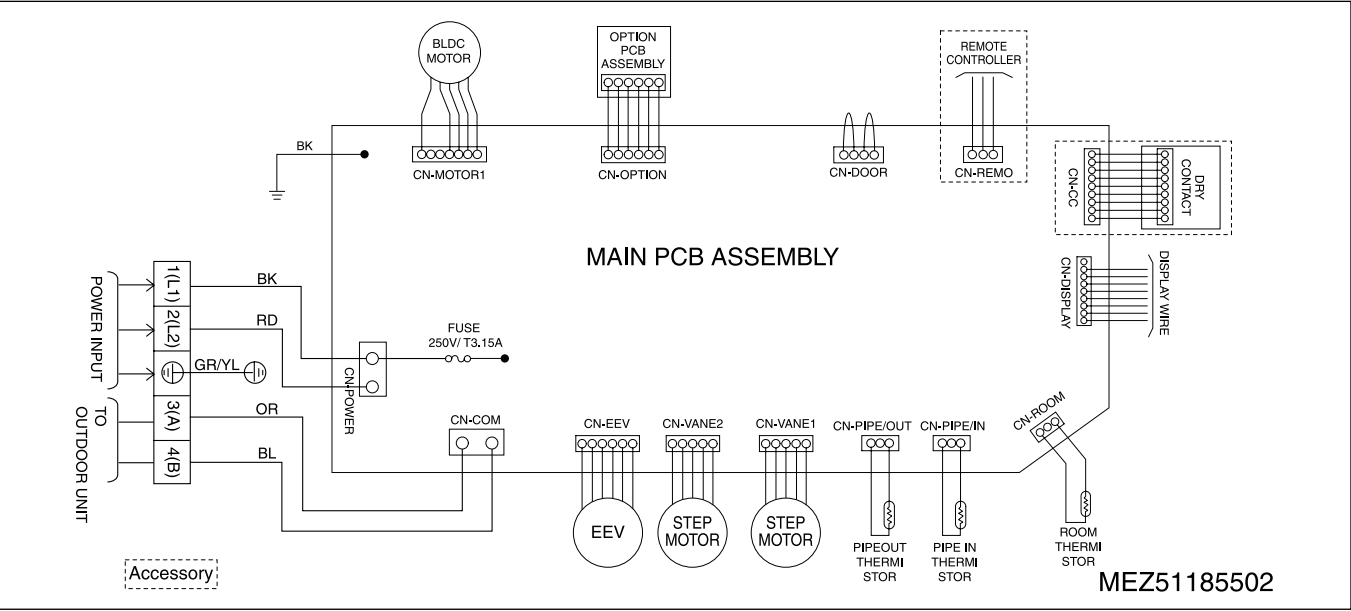 BLDC
MOTOR
OPTION
PCB
ASSEMBLY
REMOTE
CONTROLLER
BK
CN-MOTOR1
CN-OPTION
CN-DOOR
CN-REMO
CN-CC
DRY
CONTACT
MAIN PCB ASSEMBLY
CN-DISPLAY
DISPLAY WIRE
POWER INPUT
1(L1)
BK
2(L2)
RD
FUSE
250V/ T3.15A
GR/YL
CN-POWER
TO
OUTDOOR UNIT
3(A)
OR
4(B)
BL
CN-COM
CN-EEV
CN-VANE2
CN-VANE1
CN-PIPE/OUT
CN-PIPE/IN
CN-ROOM
EEV
STEP
MOTOR
STEP
MOTOR
PIPEOUT
THERMI
STOR
PIPE IN
THERMI
STOR
ROOM
THERMI
STOR
Accessory
MEZ51185502